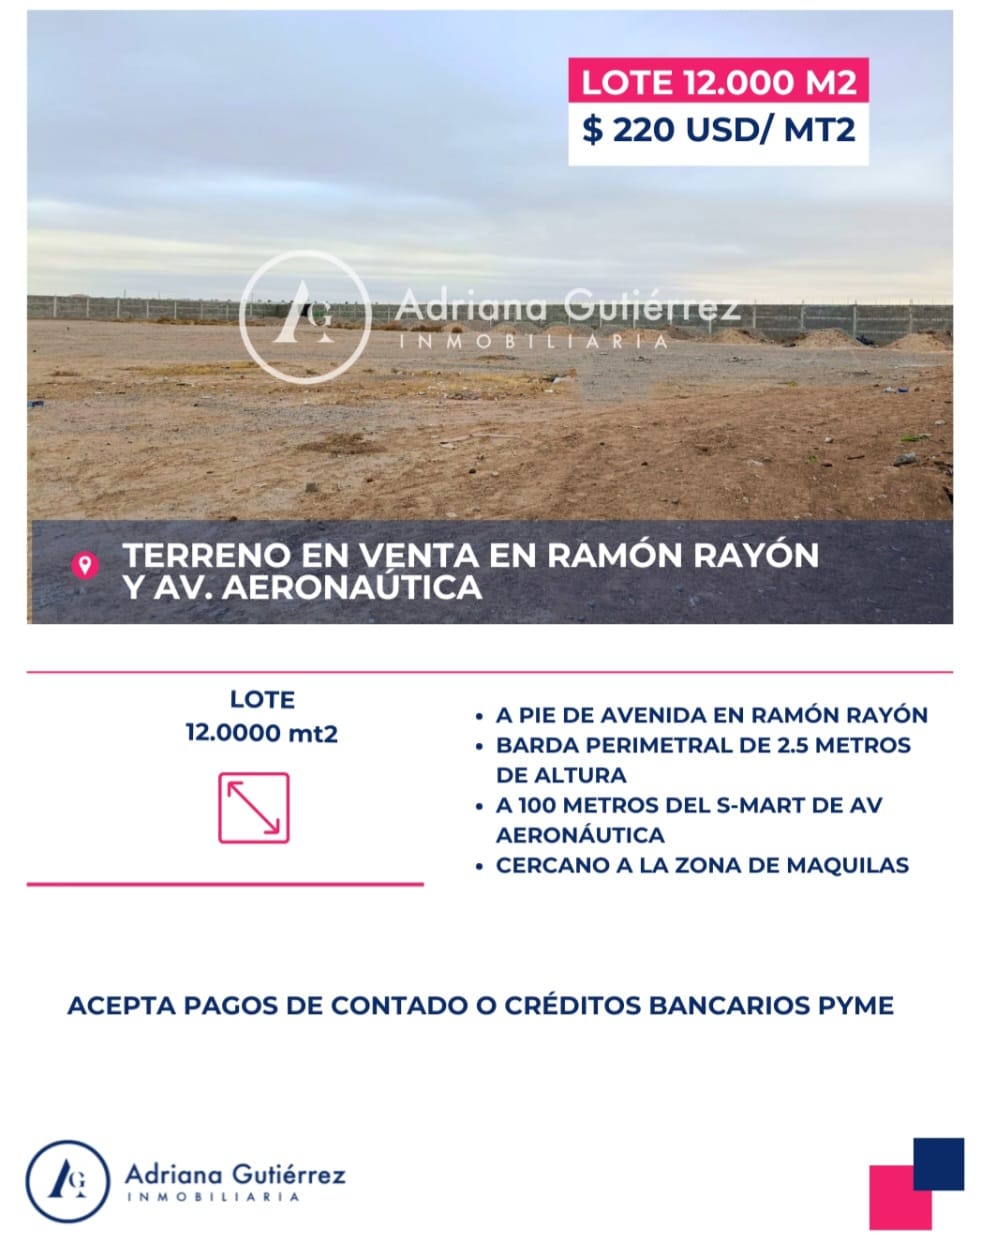 LOTE 12.000 M2
$ 220 USD/ MT2
AG
Adriana Gutiérrez
INMOBILIARIA
TERRENO EN VENTA EN RAMÓN RAYÓN
Y AV. AERONAÚTICA
LOTE
12.0000 mt2
• A PIE DE AVENIDA EN RAMÓN RAYÓN
• BARDA PERIMETRAL DE 2.5 METROS
DE ALTURA
• A 100 METROS DEL S-MART DE AV
AERONÁUTICA
• CERCANO A LA ZONA DE MAQUILAS
ACEPTA PAGOS DE CONTADO O CRÉDITOS BANCARIOS PYME
AG
Adriana Gutiérrez
INMOBILIARIA